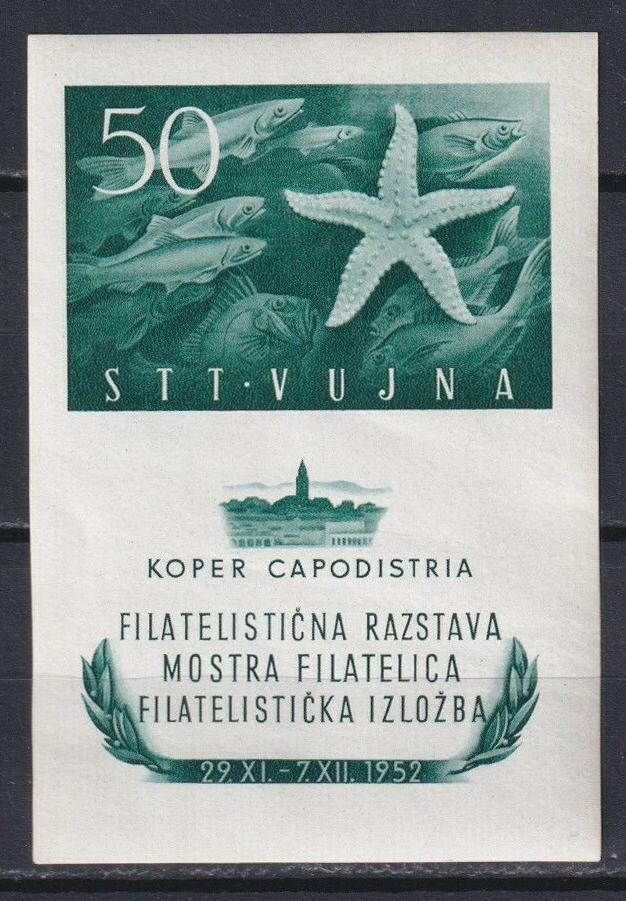 50
STT·VUJNA
KOPER CAPODISTRIA
FILATELISTIČNA RAZSTAVA
MOSTRA FILATELICA
FILATELISTIČKA IZLOŽBA
29. XI. - 7. XII. 1952